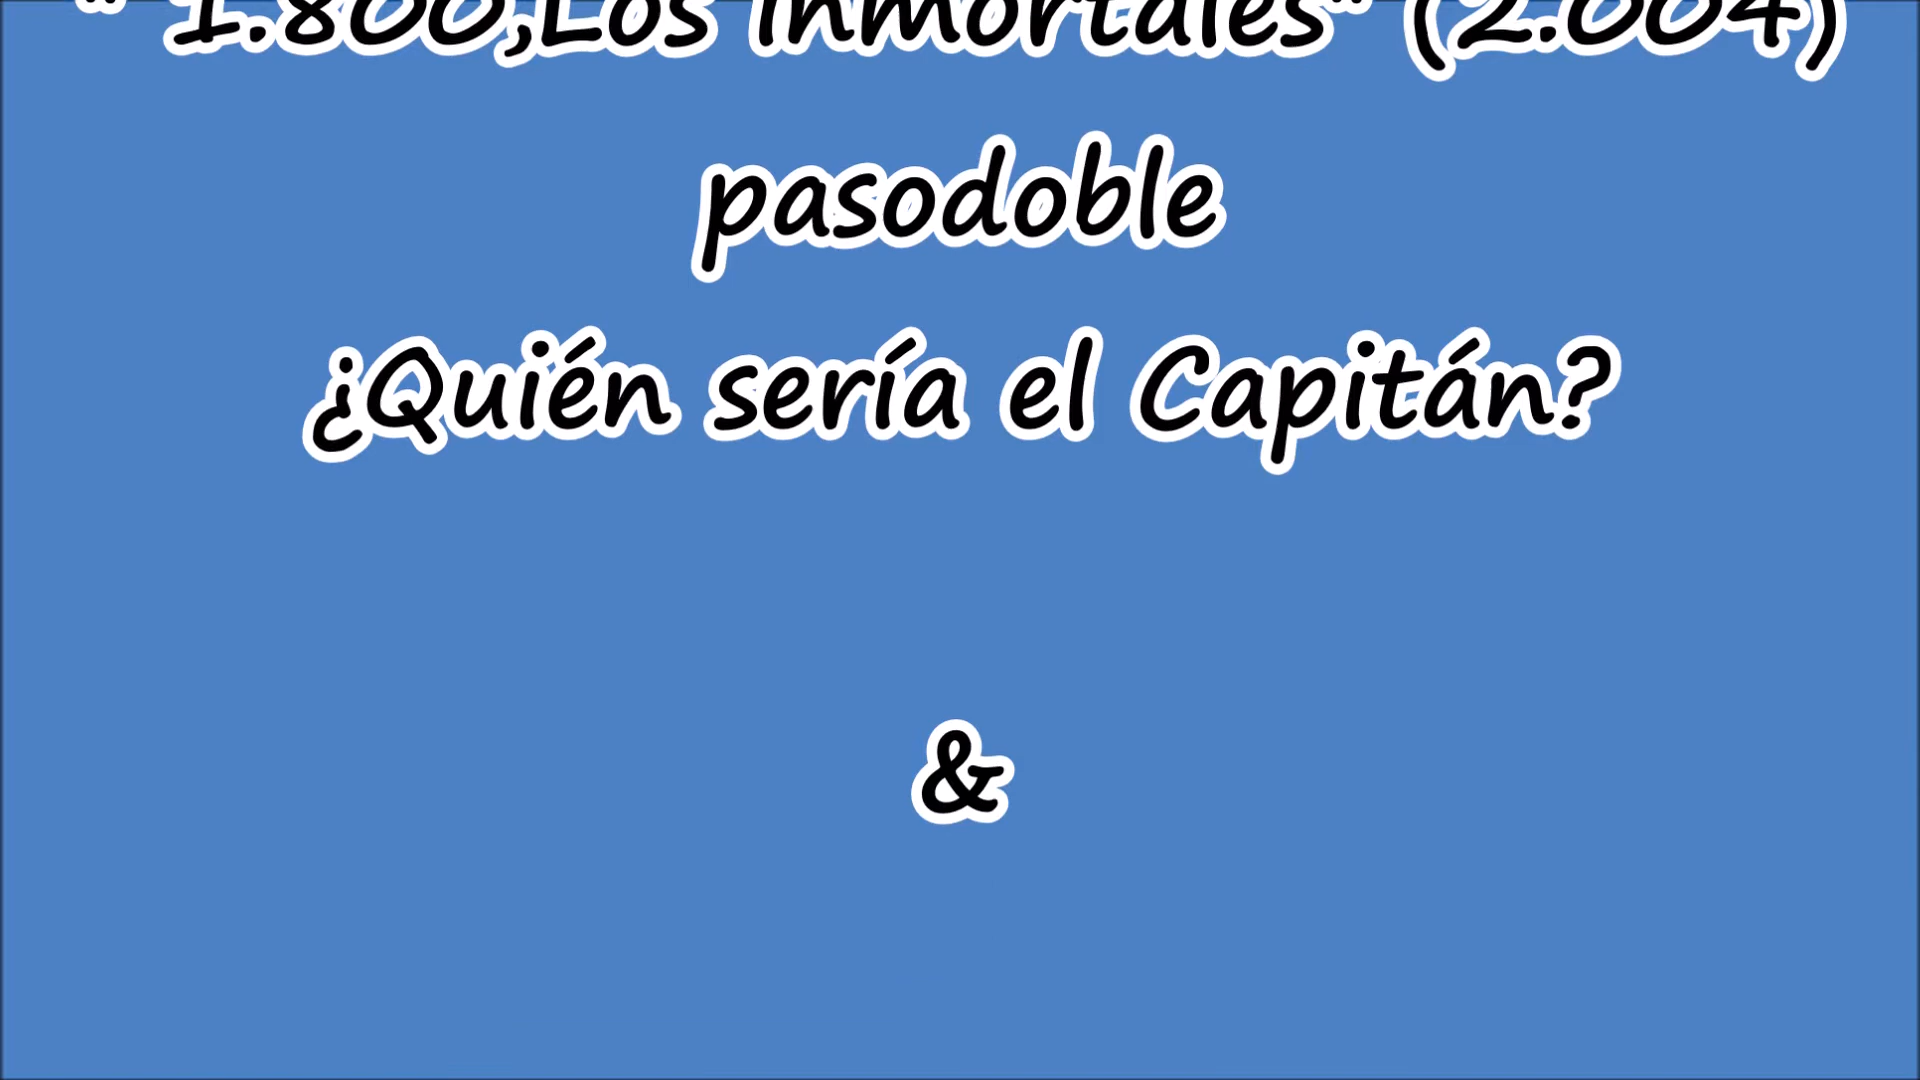 " 1.800,Los inmortales" (2.004)
pasodoble
¿Quién sería el Capitán?
&